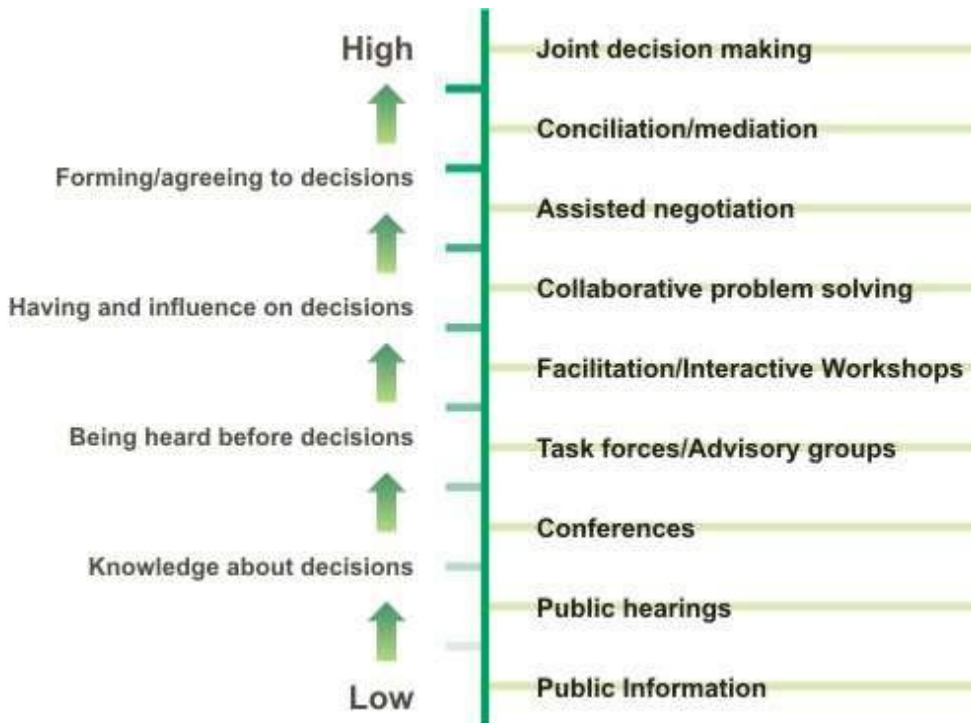 High
Forming/agreeing to decisions
Having and influence on decisions
Being heard before decisions
Knowledge about decisions
Low
Joint decision making
Conciliation/mediation
Assisted negotiation
Collaborative problem solving
Facilitation/Interactive Workshops
Task forces/Advisory groups
Conferences
Public hearings
Public Information